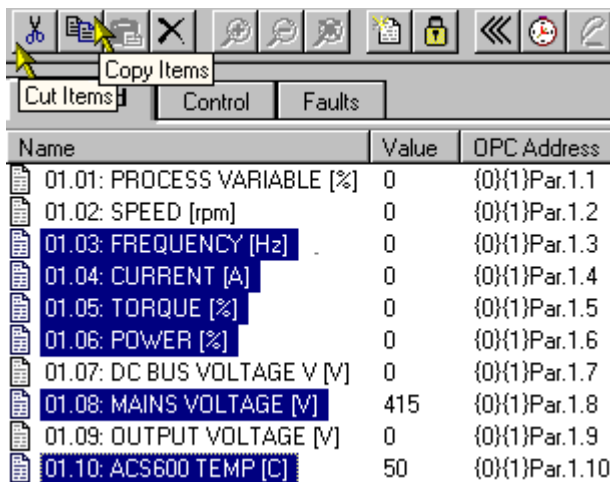 Copy Items
Cut Items Control Faults
Name Value OPC Address
01.01: PROCESS VARIABLE [%] 0 {0}{1}Par.1.1
01.02: SPEED [rpm] 0 {0}{1}Par.1.2
01.03: FREQUENCY [Hz] 0 {0}{1}Par.1.3
01.04: CURRENT [A] 0 {0}{1}Par.1.4
01.05: TORQUE [%] 0 {0}{1}Par.1.5
01.06: POWER [%] 0 {0}{1}Par.1.6
01.07: DC BUS VOLTAGE V [V] 0 {0}{1}Par.1.7
01.08: MAINS VOLTAGE [V] 415 {0}{1}Par.1.8
01.09: OUTPUT VOLTAGE [V] 0 {0}{1}Par.1.9
01.10: ACS600 TEMP [C] 50 {0}{1}Par.1.10